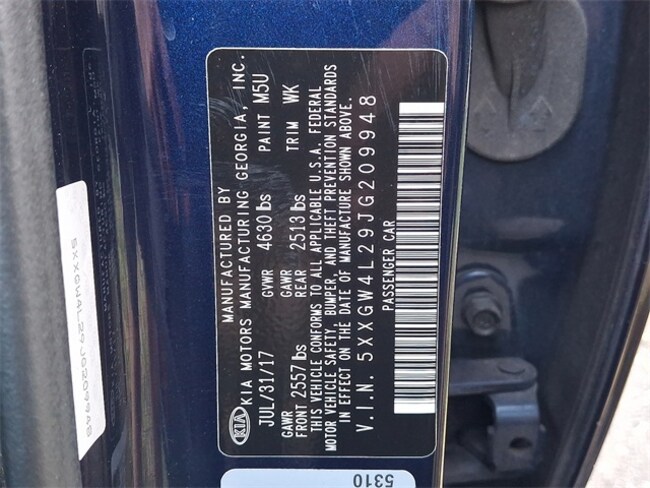 MANUFACTURED BY
KIA KIA MOTORS MANUFACTURING GEORGIA, INC.
JUL/31/17 GVWR 4630 lbs PAINT M5U
GAWR FRONT 2557 lbs GAWR REAR 2513 lbs TRIM WK
THIS VEHICLE CONFORMS TO ALL APPLICABLE U.S.A. FEDERAL
MOTOR VEHICLE SAFETY, BUMPER, AND THEFT PREVENTION STANDARDS
IN EFFECT ON THE DATE OF MANUFACTURE SHOWN ABOVE.
V.I.N. 5XXGW4L29JG209948
PASSENGER CAR
5XXGW4L29JG209948
5310